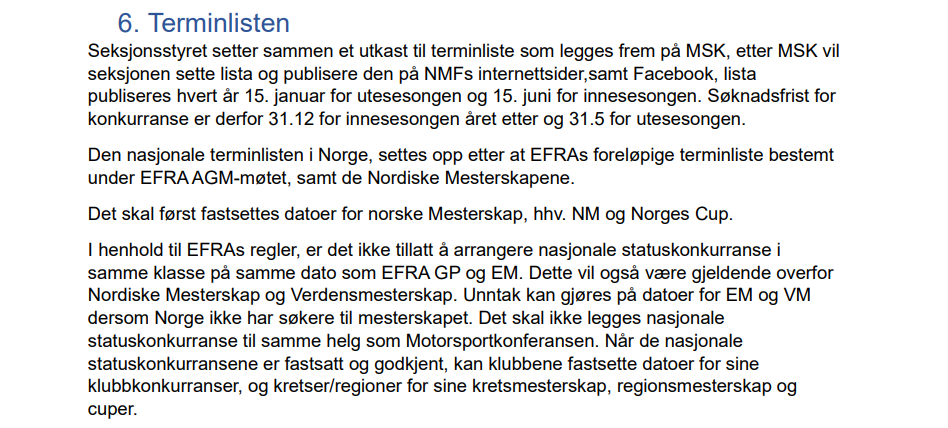 6. Terminlisten
Seksjonsstyret setter sammen et utkast til terminliste som legges frem på MSK, etter MSK vil
seksjonen sette lista og publisere den på NMFs internettsider,samt Facebook, lista
publiseres hvert år 15. januar for utesesongen og 15. juni for innesesongen. Søknadsfrist for
konkurranse er derfor 31.12 for innesesongen året etter og 31.5 for utesesongen.
Den nasjonale terminlisten i Norge, settes opp etter at EFRAs foreløpige terminliste bestemt
under EFRA AGM-møtet, samt de Nordiske Mesterskapene.
Det skal først fastsettes datoer for norske Mesterskap, hhv. NM og Norges Cup.
I henhold til EFRAs regler, er det ikke tillatt å arrangere nasjonale statuskonkurranse i
samme klasse på samme dato som EFRA GP og EM. Dette vil også være gjeldende overfor
Nordiske Mesterskap og Verdensmesterskap. Unntak kan gjøres på datoer for EM og VM
dersom Norge ikke har søkere til mesterskapet. Det skal ikke legges nasjonale
statuskonkurranse til samme helg som Motorsportkonferansen. Når de nasjonale
statuskonkurransene er fastsatt og godkjent, kan klubbene fastsette datoer for sine
klubbkonkurranser, og kretser/regioner for sine kretsmesterskap, regionsmesterskap og
cuper.